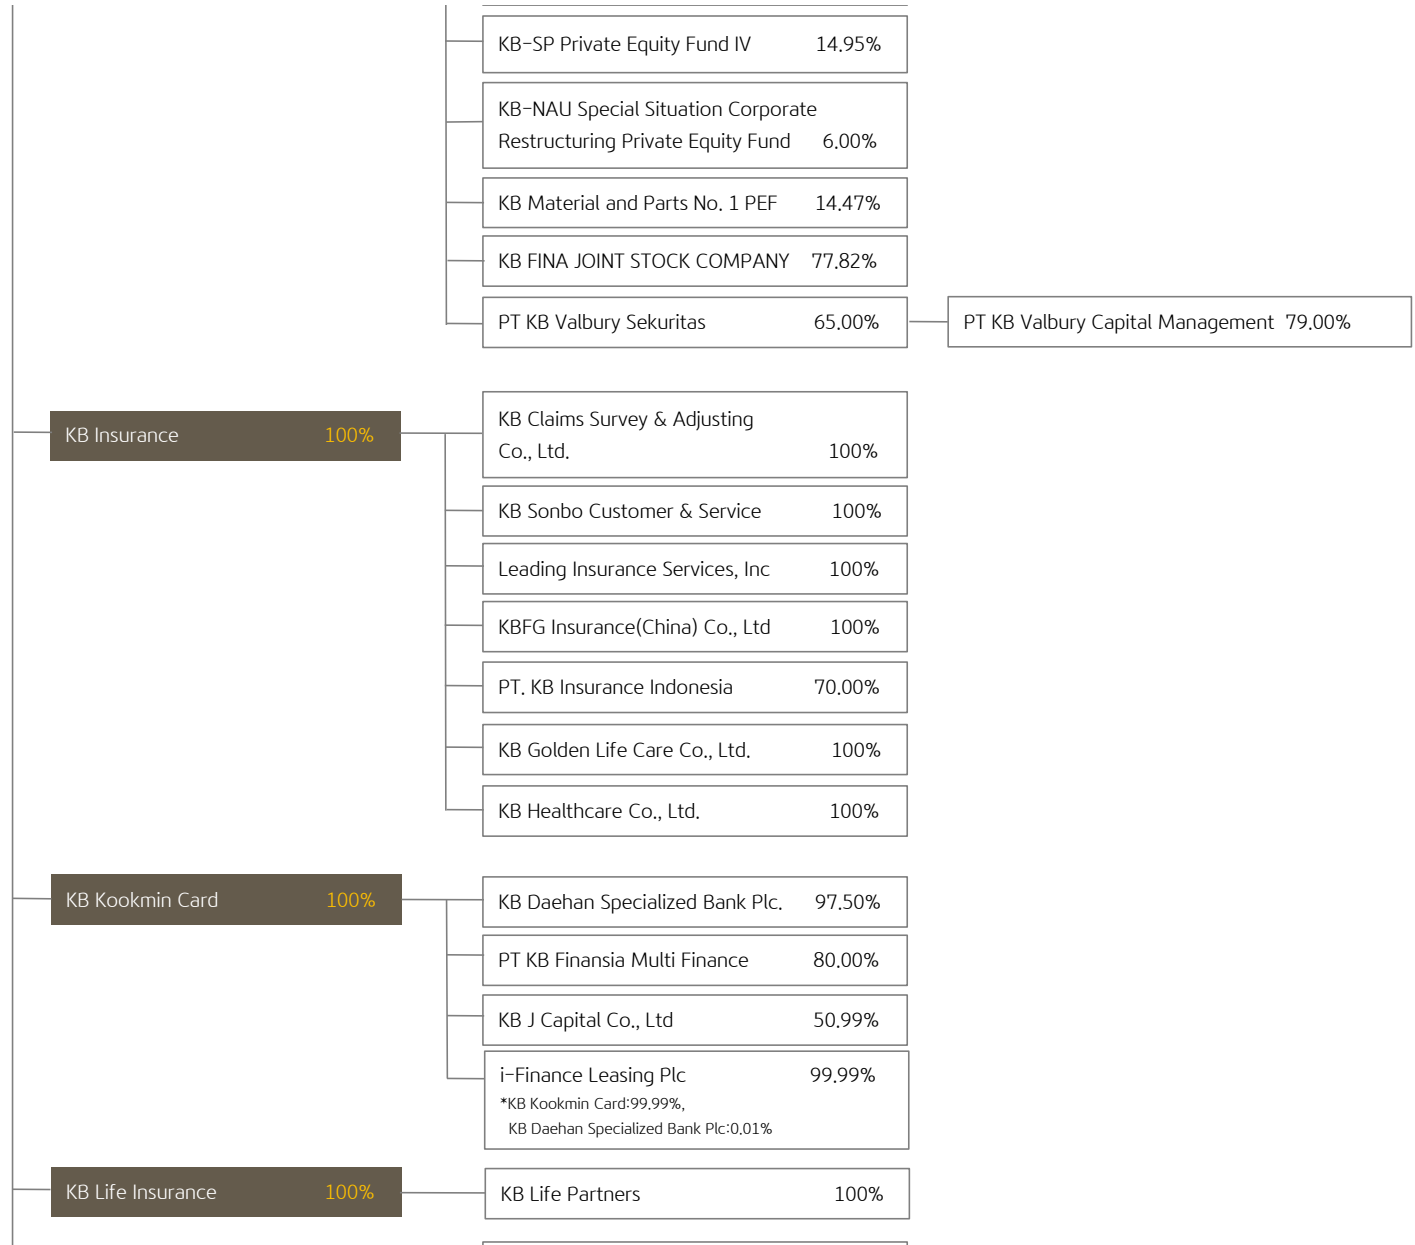 KB-SP Private Equity Fund IV 14.95%
KB-NAU Special Situation Corporate
Restructuring Private Equity Fund 6.00%
KB Material and Parts No. 1 PEF 14.47%
KB FINA JOINT STOCK COMPANY 77.82%
PT KB Valbury Sekuritas 65.00%
PT KB Valbury Capital Management 79.00%
KB Insurance 100%
KB Claims Survey & Adjusting
Co., Ltd. 100%
KB Sonbo Customer & Service 100%
Leading Insurance Services, Inc 100%
KBFG Insurance(China) Co., Ltd 100%
PT. KB Insurance Indonesia 70.00%
KB Golden Life Care Co., Ltd. 100%
KB Healthcare Co., Ltd. 100%
KB Kookmin Card 100%
KB Daehan Specialized Bank Plc. 97.50%
PT KB Finansia Multi Finance 80.00%
KB J Capital Co., Ltd 50.99%
i-Finance Leasing Plc 99.99%
*KB Kookmin Card:99.99%,
KB Daehan Specialized Bank Plc:0.01%
KB Life Insurance 100%
KB Life Partners 100%